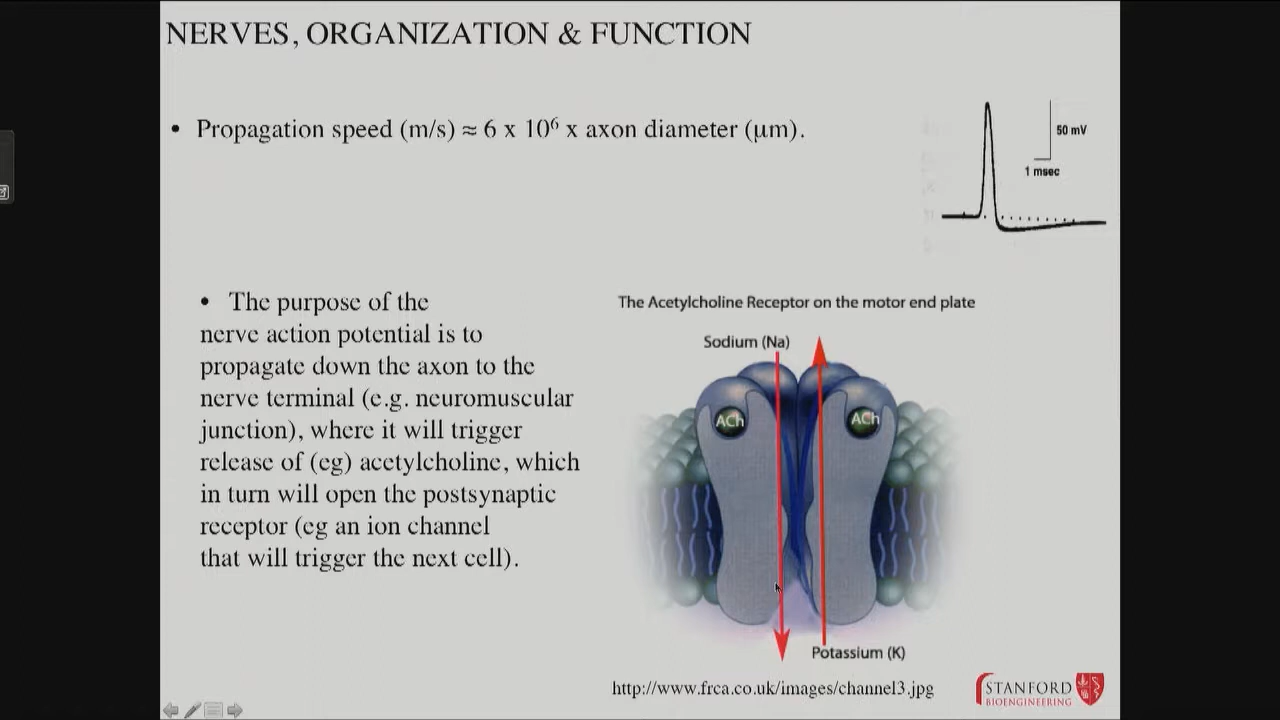 NERVES, ORGANIZATION & FUNCTION
• Propagation speed (m/s) ≈ 6 x 10⁶ x axon diameter (μm).
50 mV
1 msec
• The purpose of the
nerve action potential is to
propagate down the axon to the
nerve terminal (e.g. neuromuscular
junction), where it will trigger
release of (eg) acetylcholine, which
in turn will open the postsynaptic
receptor (eg an ion channel
that will trigger the next cell).
The Acetylcholine Receptor on the motor end plate
Sodium (Na)
ACh
ACh
Potassium (K)
http://www.frca.co.uk/images/channel3.jpg
STANFORD
BIOENGINEERING